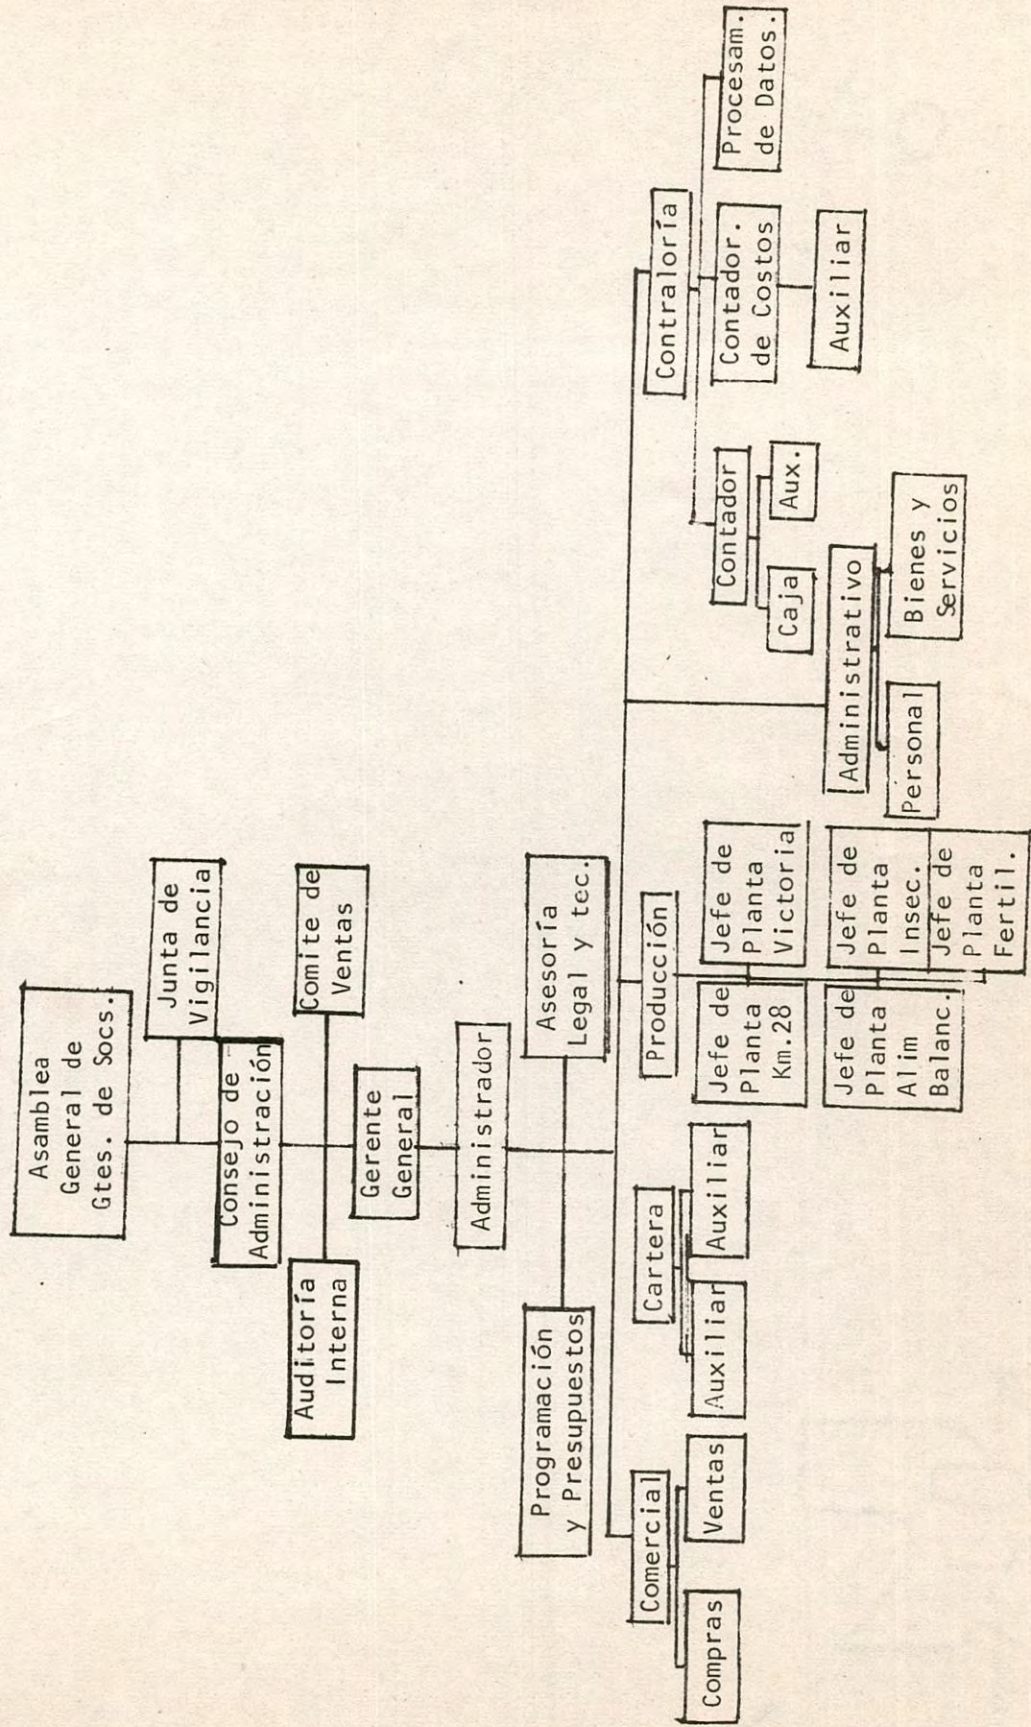 Asamblea
General de
Gtes. de Socs.
Junta de
Vigilancia
Consejo de
Administración
Auditoría
Interna
Comite de
Ventas
Gerente
General
Administrador
Programación
y Presupuestos
Asesoría
Legal y tec.
Comercial
Compras
Ventas
Cartera
Auxiliar
Auxiliar
Producción
Jefe de
Planta
Km.28
Jefe de
Planta
Victoria
Jefe de
Planta
Alim
Balanc.
Jefe de
Planta
Insec.
Jefe de
Planta
Fertil.
Administrativo
Personal
Bienes y
Servicios
Contraloría
Contador
Caja
Aux.
Contador.
de Costos
Auxiliar
Procesam.
de Datos.